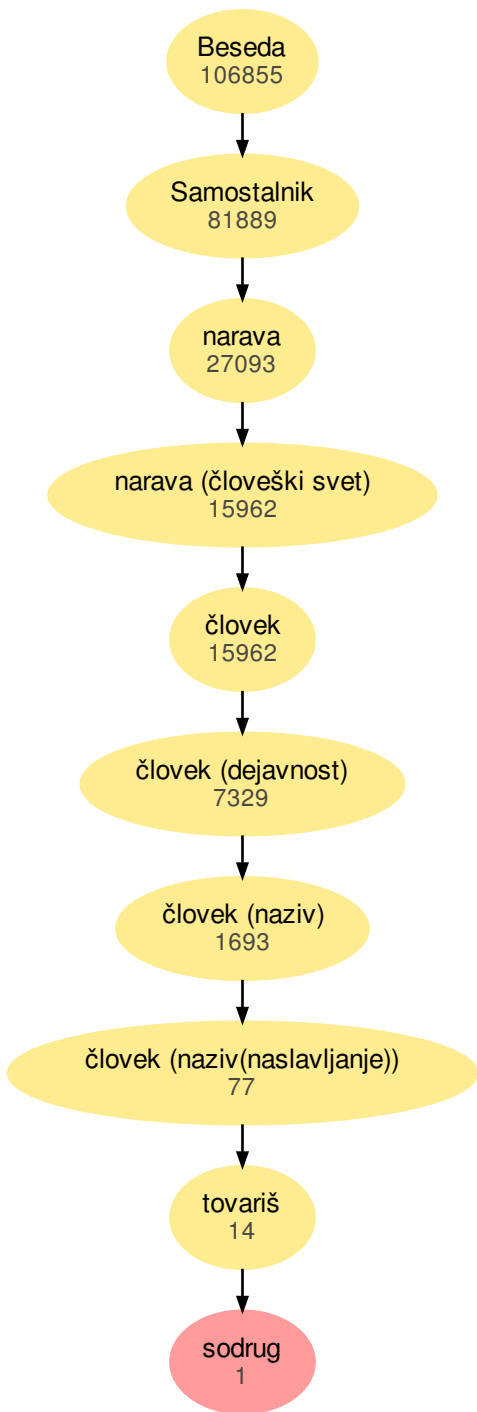 Beseda
106855
Samostalnik
81889
narava
27093
narava (človeški svet)
15962
človek
15962
človek (dejavnost)
7329
človek (naziv)
1693
človek (naziv(naslavljanje))
77
tovariš
14
sodrug
1